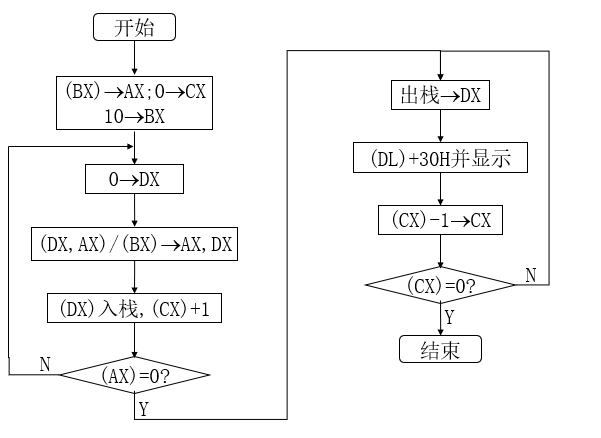 开始
(BX)→AX;0→CX
10→BX
0→DX
(DX,AX)/(BX)→AX,DX
(DX)入栈,(CX)+1
(AX)=0?
N
Y
出栈→DX
(DL)+30H并显示
(CX)-1→CX
(CX)=0?
N
Y
结束